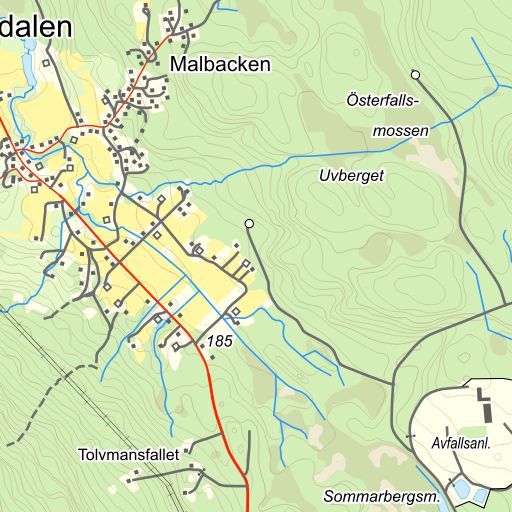 dalen
Malbacken
Österfalls-
mossen
Uvberget
185
Avfallsanl.
Tolvmansfallet
Sommarbergsm.